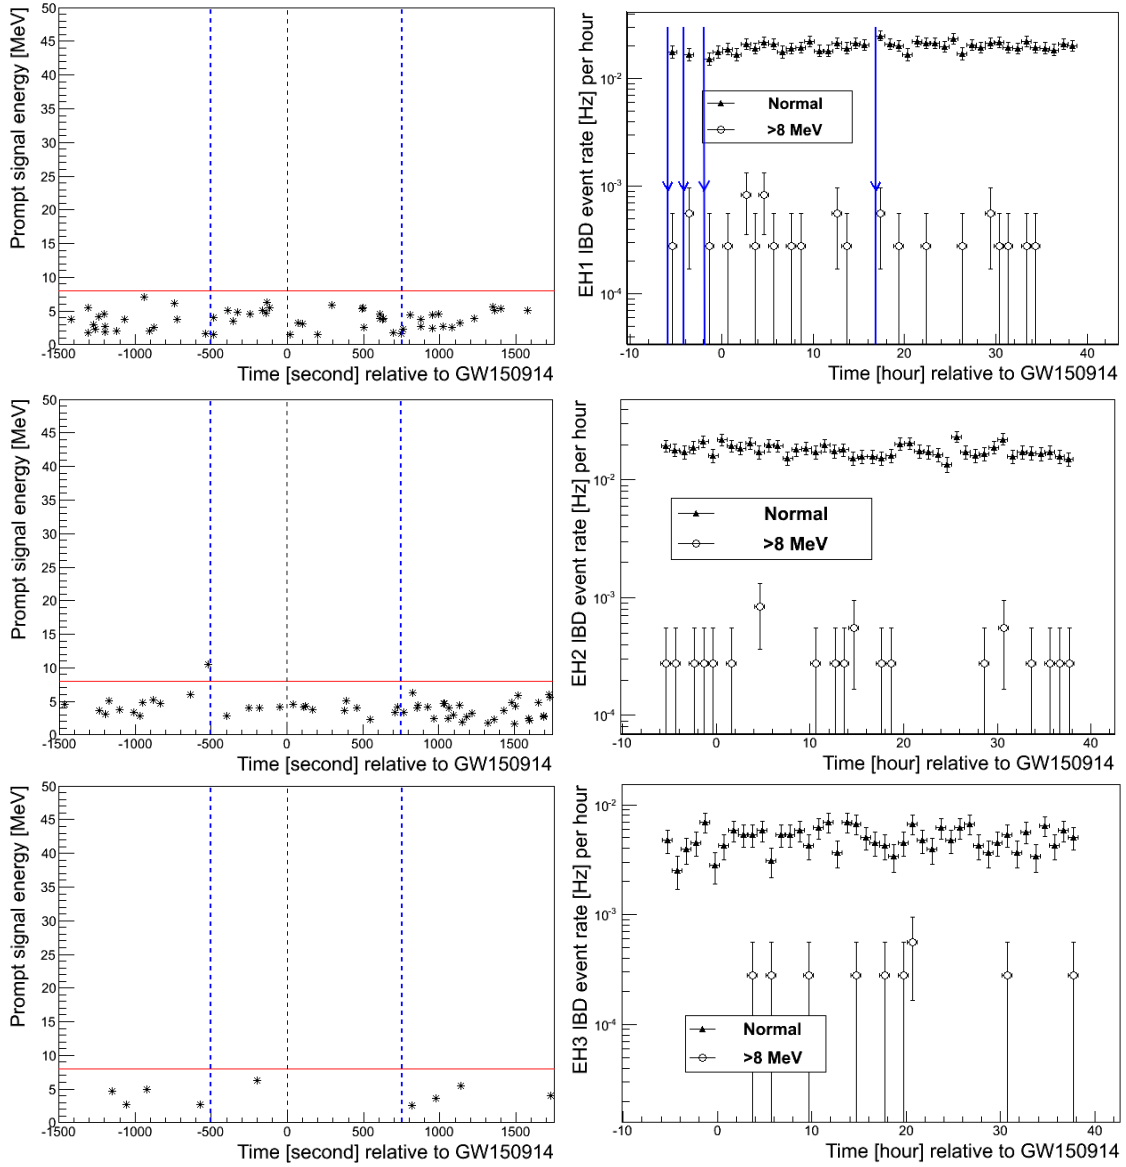 Prompt signal energy [MeV]
50
45
40
35
30
25
20
15
10
5
0
-1500 -1000 -500 0 500 1000 1500
Time [second] relative to GW150914
EH1 IBD event rate [Hz] per hour
10⁻²
10⁻³
10⁻⁴
Normal
>8 MeV
-10 0 10 20 30 40
Time [hour] relative to GW150914
Prompt signal energy [MeV]
50
45
40
35
30
25
20
15
10
5
0
-1500 -1000 -500 0 500 1000 1500
Time [second] relative to GW150914
EH2 IBD event rate [Hz] per hour
10⁻²
10⁻³
10⁻⁴
Normal
>8 MeV
-10 0 10 20 30 40
Time [hour] relative to GW150914
Prompt signal energy [MeV]
50
45
40
35
30
25
20
15
10
5
0
-1500 -1000 -500 0 500 1000 1500
Time [second] relative to GW150914
EH3 IBD event rate [Hz] per hour
10⁻²
10⁻³
10⁻⁴
Normal
>8 MeV
-10 0 10 20 30 40
Time [hour] relative to GW150914